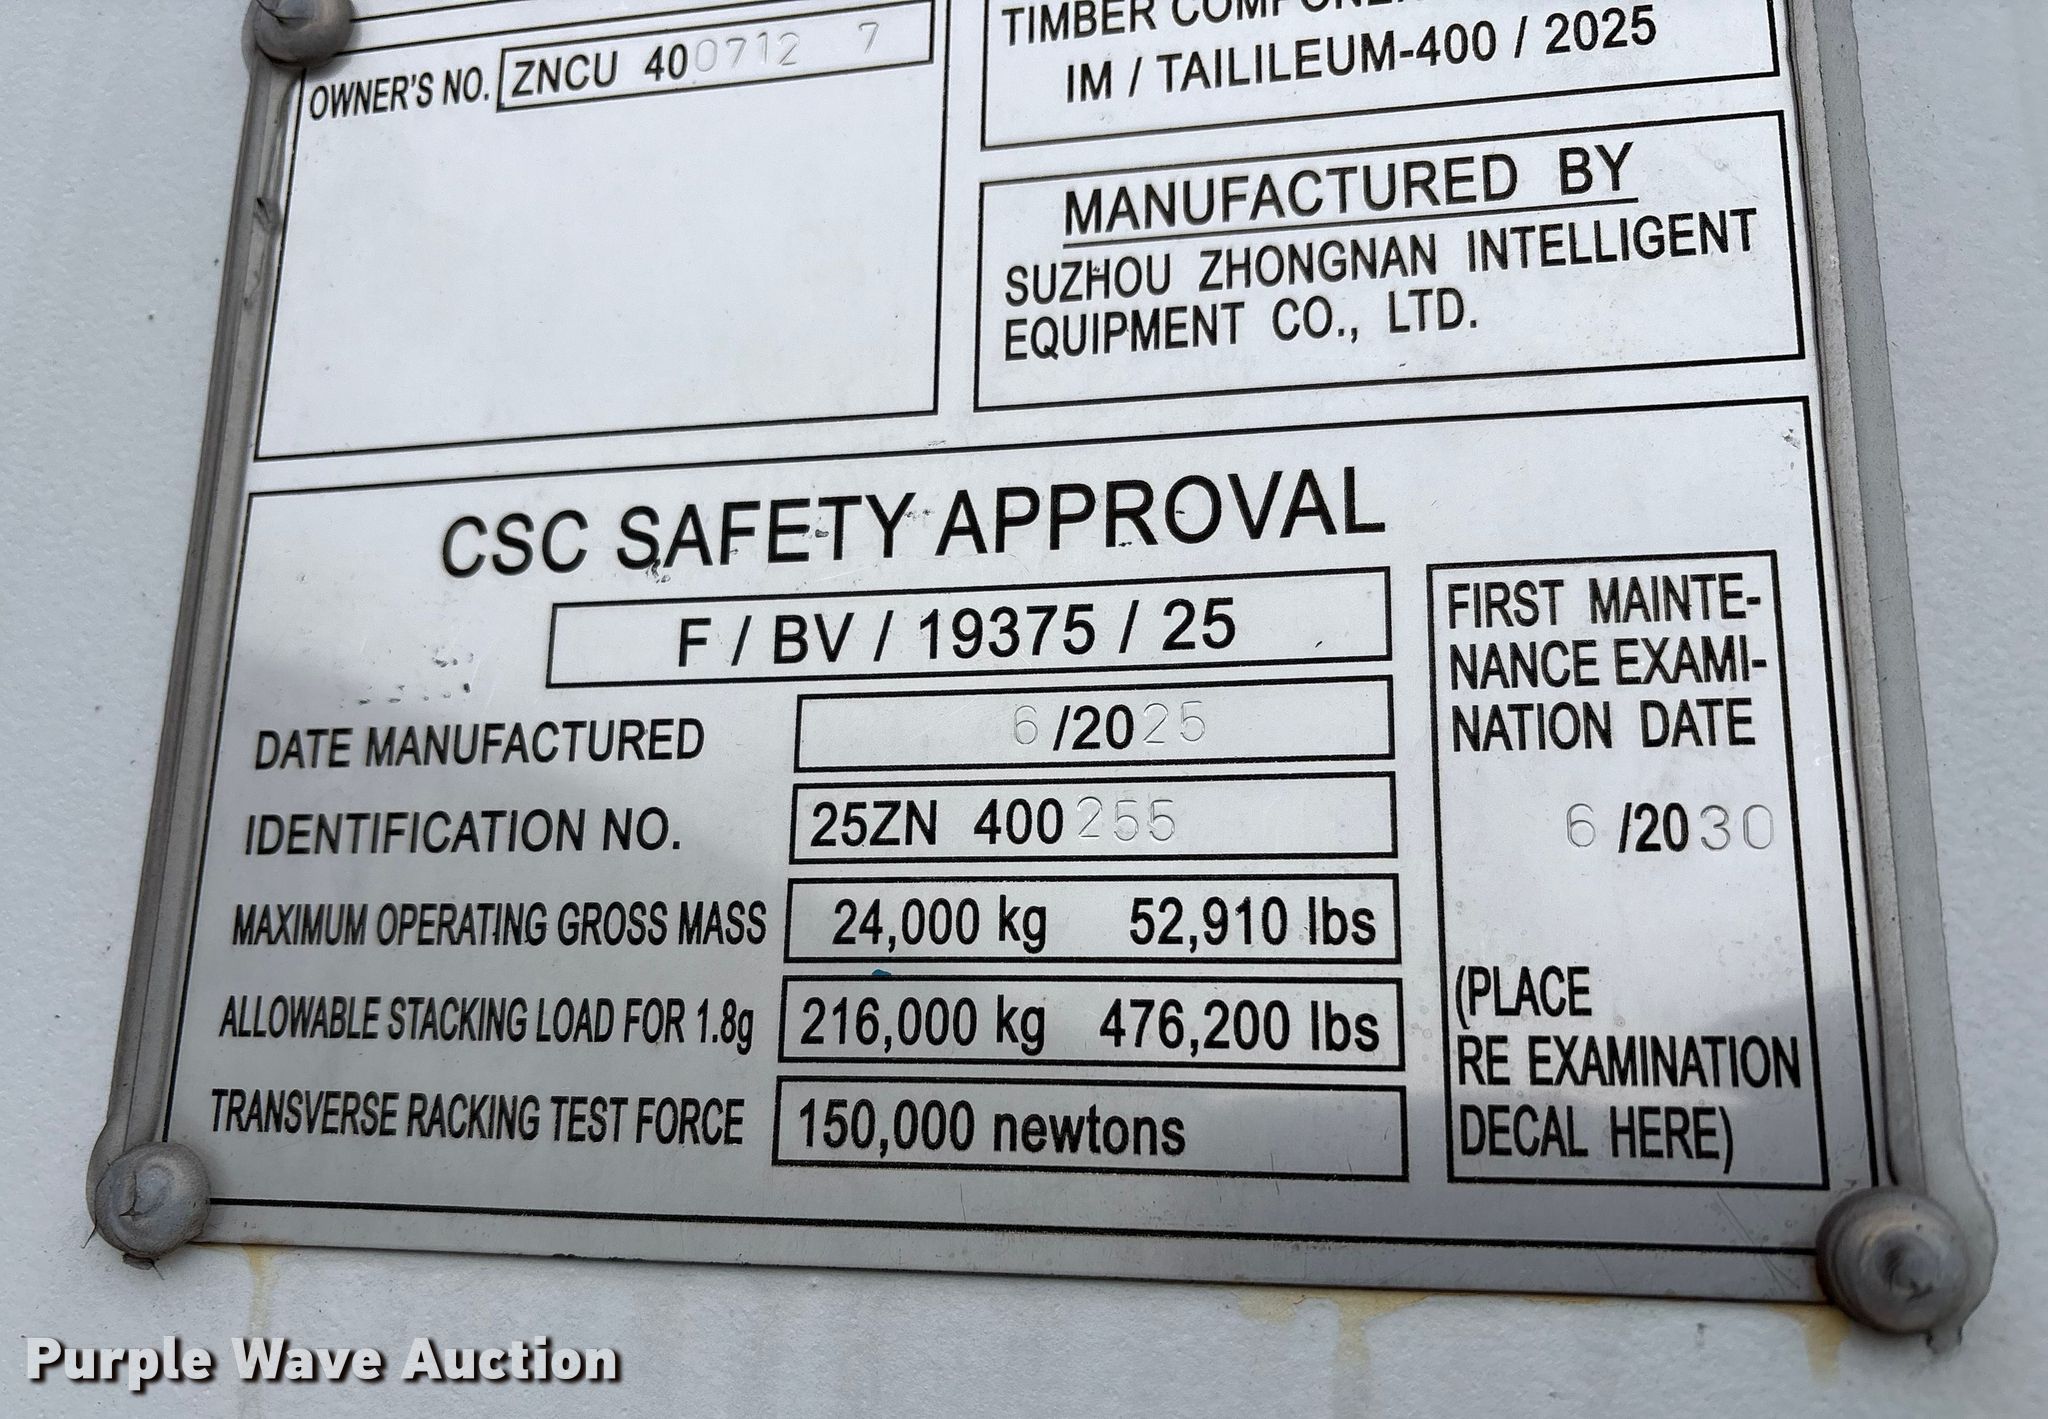 OWNER'S NO. ZNCU 400712 7
TIMBER
IM / TAILILEUM-400 / 2025
MANUFACTURED BY
SUZHOU ZHONGNAN INTELLIGENT
EQUIPMENT CO., LTD.
CSC SAFETY APPROVAL
F / BV / 19375 / 25
DATE MANUFACTURED 6 /2025
IDENTIFICATION NO. 25ZN 400255
MAXIMUM OPERATING GROSS MASS 24,000 kg 52,910 lbs
ALLOWABLE STACKING LOAD FOR 1.8g 216,000 kg 476,200 lbs
TRANSVERSE RACKING TEST FORCE 150,000 newtons
FIRST MAINTE-
NANCE EXAMI-
NATION DATE
6 /2030
(PLACE
RE EXAMINATION
DECAL HERE)
Purple Wave Auction